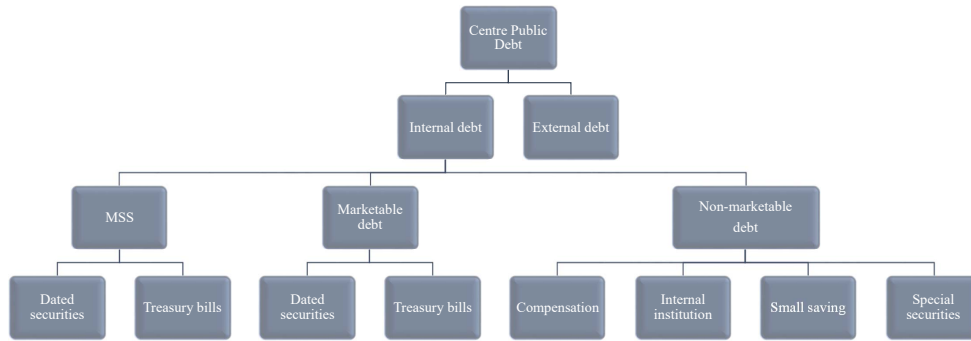 Centre Public
Debt
Internal debt
External debt
MSS
Marketable
debt
Non-marketable
debt
Dated
securities
Treasury bills
Dated
securities
Treasury bills
Compensation
Internal
institution
Small saving
Special
securities